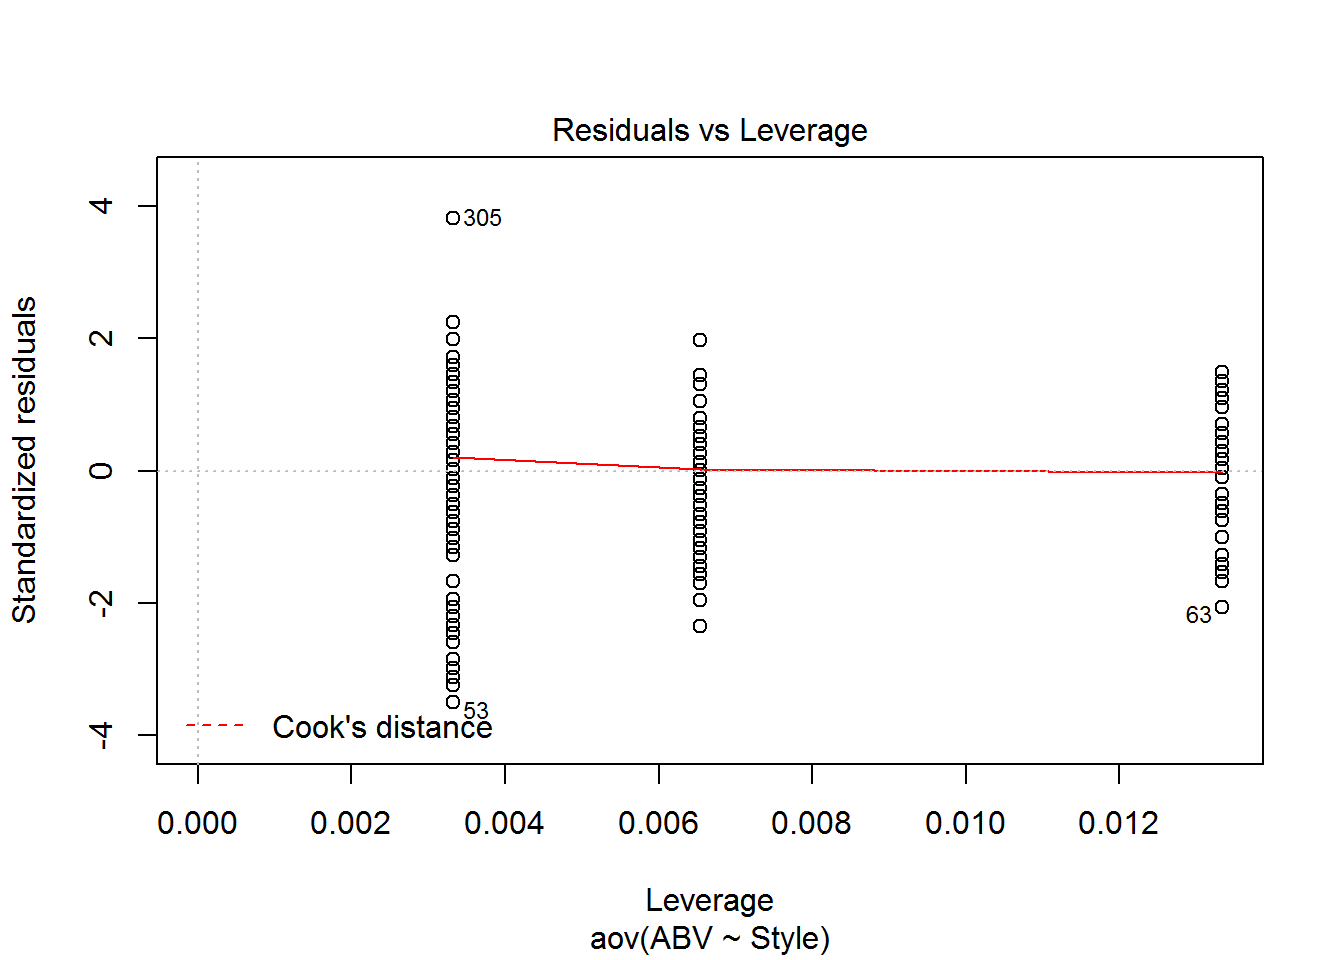 Residuals vs Leverage
Standardized residuals
4
2
0
-2
-4
305
53
63
Cook's distance
0.000 0.002 0.004 0.006 0.008 0.010 0.012
Leverage
aov(ABV ~ Style)